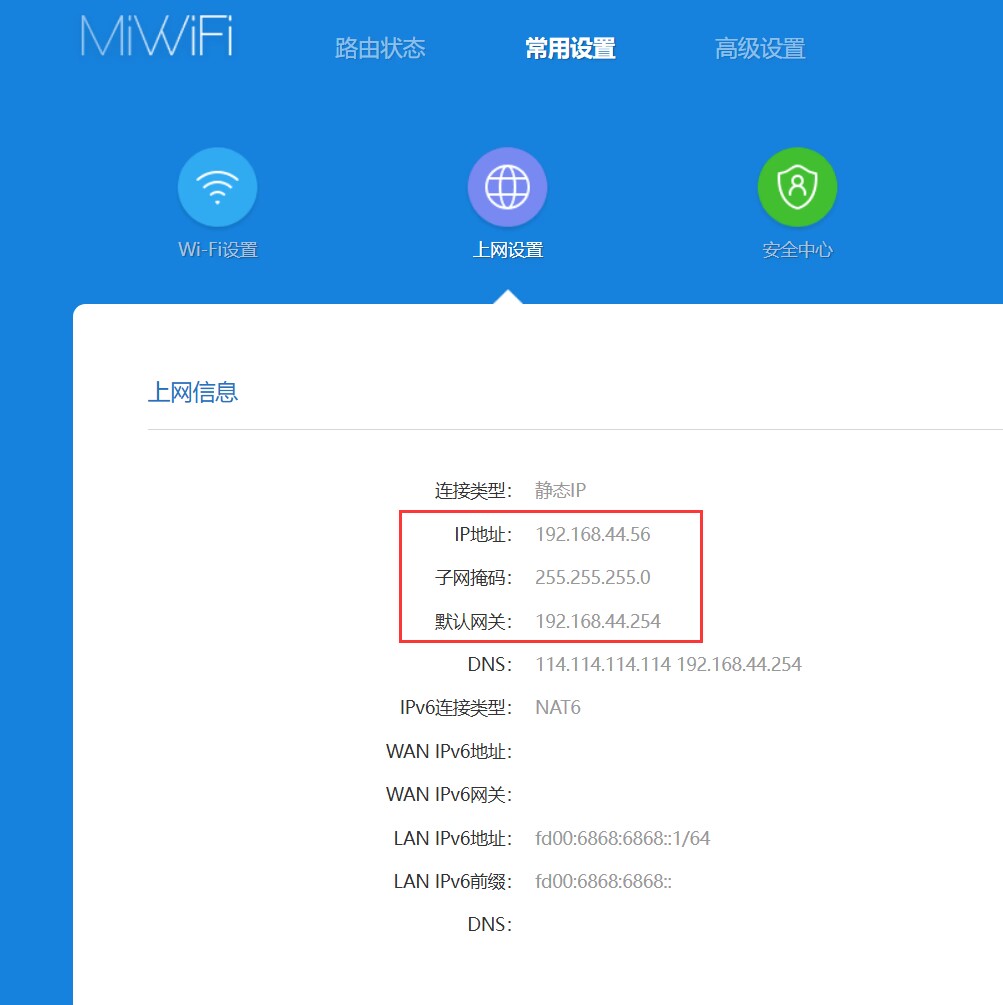 MiWiFi
路由状态 常用设置 高级设置
Wi-Fi设置 上网设置 安全中心
上网信息
连接类型： 静态IP
IP地址： 192.168.44.56
子网掩码： 255.255.255.0
默认网关： 192.168.44.254
DNS： 114.114.114.114 192.168.44.254
IPv6连接类型： NAT6
WAN IPv6地址：
WAN IPv6网关：
LAN IPv6地址： fd00:6868:6868::1/64
LAN IPv6前缀： fd00:6868:6868::
DNS：